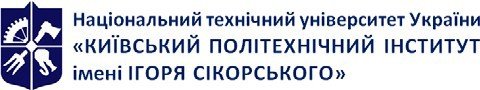 Національний технічний університет України
«КИЇВСЬКИЙ ПОЛІТЕХНІЧНИЙ ІНСТИТУТ
імені ІГОРЯ СІКОРСЬКОГО»